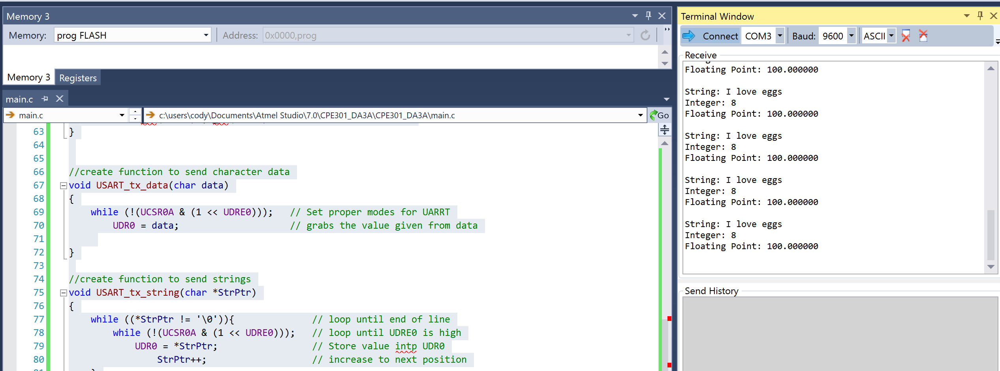 Memory 3
Memory: prog FLASH Address: 0x0000,prog
Memory 3 Registers
main.c
main.c c:\users\cody\Documents\Atmel Studio\7.0\CPE301_DA3A\CPE301_DA3A\main.c Go
63 }
64
65
66 //create function to send character data
67 void USART_tx_data(char data)
68 {
69 while (!(UCSR0A & (1 << UDRE0))); // Set proper modes for UARRT
70 UDR0 = data; // grabs the value given from data
71
72 }
73
74 //create function to send strings
75 void USART_tx_string(char *StrPtr)
76 {
77 while ((*StrPtr != '\0')){ // loop until end of line
78 while (!(UCSR0A & (1 << UDRE0))); // loop until UDRE0 is high
79 UDR0 = *StrPtr; // Store value intp UDR0
80 StrPtr++; // increase to next position
Terminal Window
Connect COM3 Baud: 9600 ASCII
Receive
Floating Point: 100.000000
String: I love eggs
Integer: 8
Floating Point: 100.000000
String: I love eggs
Integer: 8
Floating Point: 100.000000
String: I love eggs
Integer: 8
Floating Point: 100.000000
String: I love eggs
Integer: 8
Floating Point: 100.000000
Send History